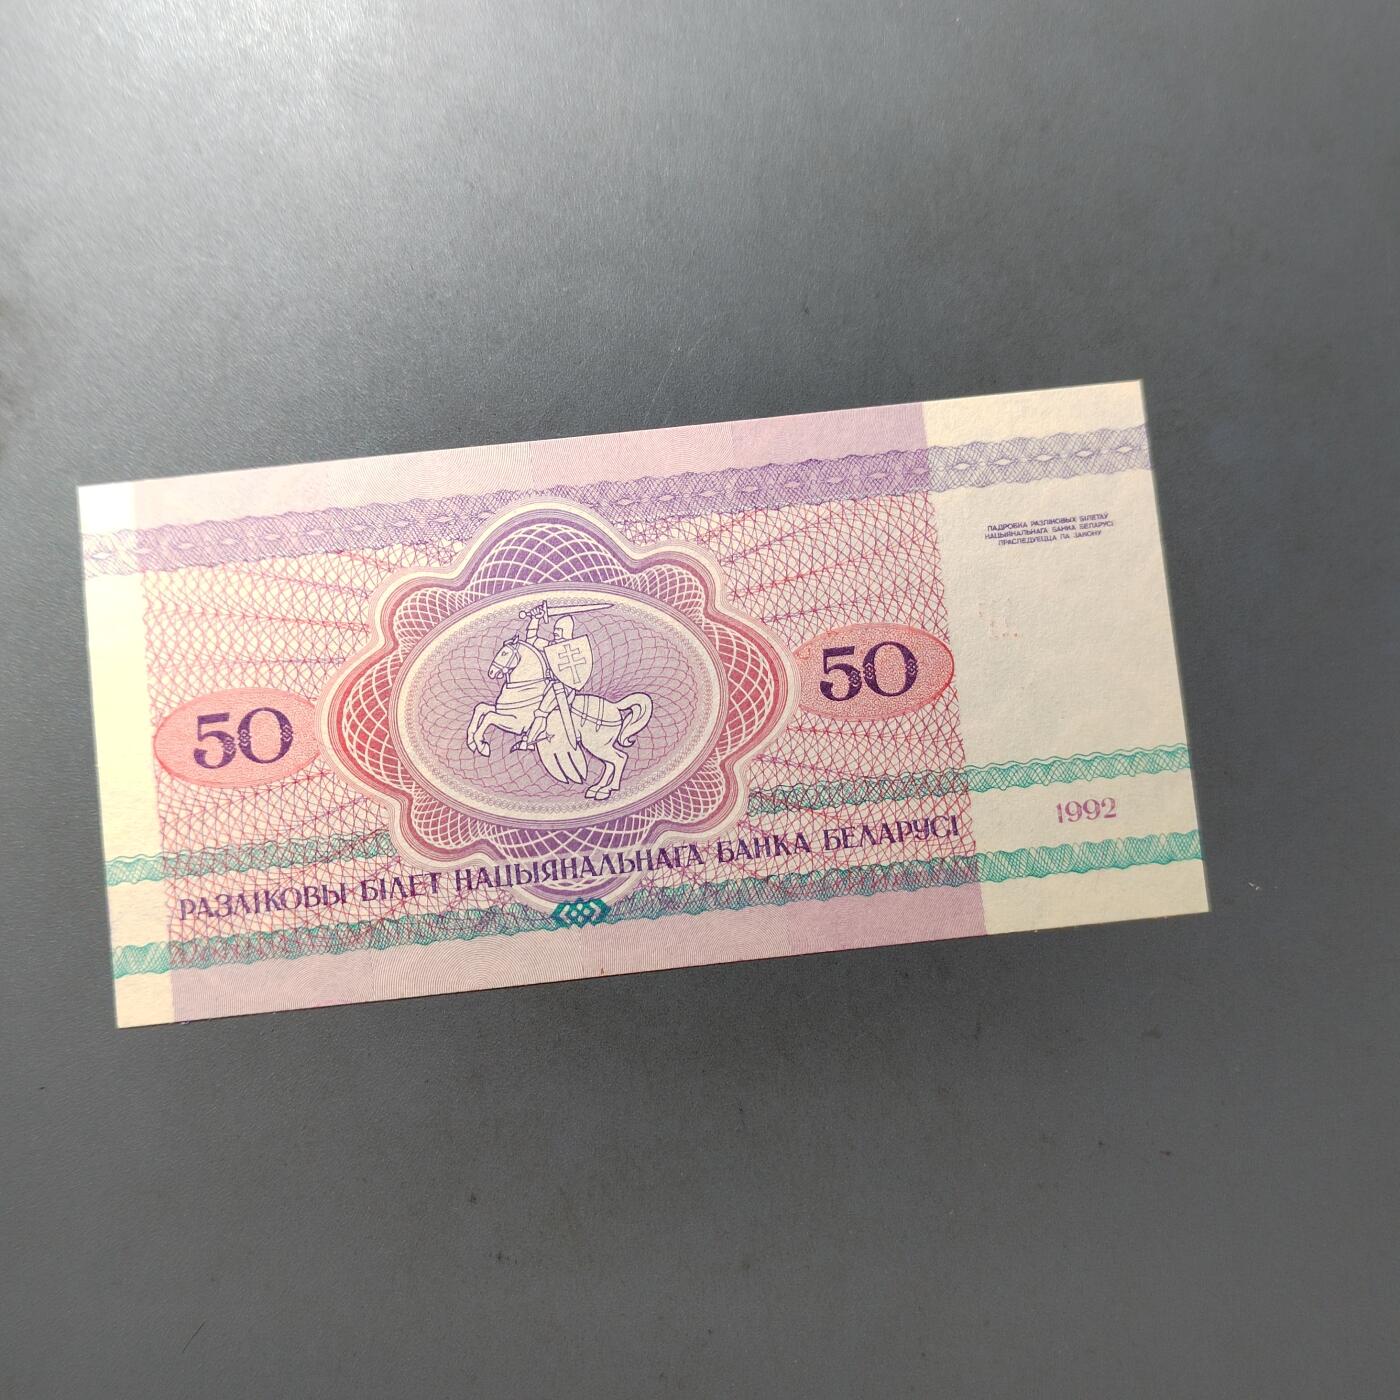 ПАДРОБКА РАЗЛІКОВЫХ БІЛЕТАЎ
НАЦЫЯНАЛЬНАГА БАНКА БЕЛАРУСІ
ПРАСЛЕДУЕЦЦА ПА ЗАКОНУ
50
50
1992
РАЗЛІКОВЫ БІЛЕТ НАЦЫЯНАЛЬНАГА БАНКА БЕЛАРУСІ